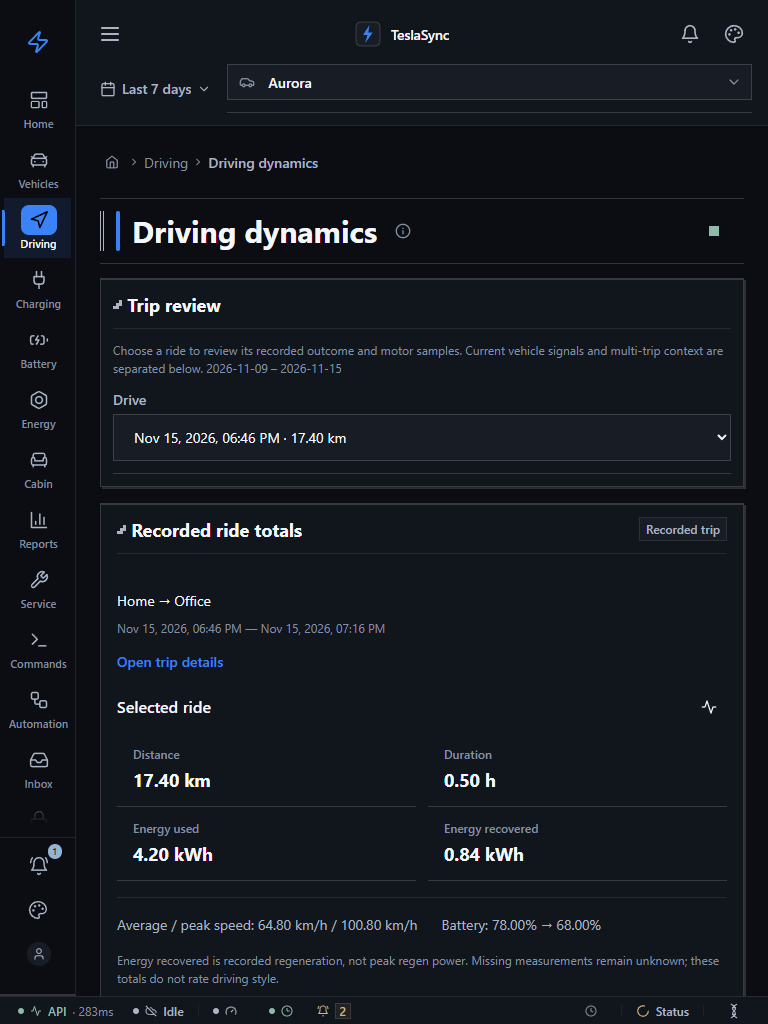 TeslaSync
Last 7 days
Aurora
Home
Vehicles
Driving
Charging
Battery
Energy
Cabin
Reports
Service
Commands
Automation
Inbox
1
Driving
Driving dynamics
Driving dynamics
Trip review
Choose a ride to review its recorded outcome and motor samples. Current vehicle signals and multi-trip context are
separated below. 2026-11-09 – 2026-11-15
Drive
Nov 15, 2026, 06:46 PM · 17.40 km
Recorded ride totals
Recorded trip
Home → Office
Nov 15, 2026, 06:46 PM — Nov 15, 2026, 07:16 PM
Open trip details
Selected ride
Distance
17.40 km
Duration
0.50 h
Energy used
4.20 kWh
Energy recovered
0.84 kWh
Average / peak speed: 64.80 km/h / 100.80 km/h
Battery: 78.00% → 68.00%
Energy recovered is recorded regeneration, not peak regen power. Missing measurements remain unknown; these
totals do not rate driving style.
API · 283ms
Idle
2
Status